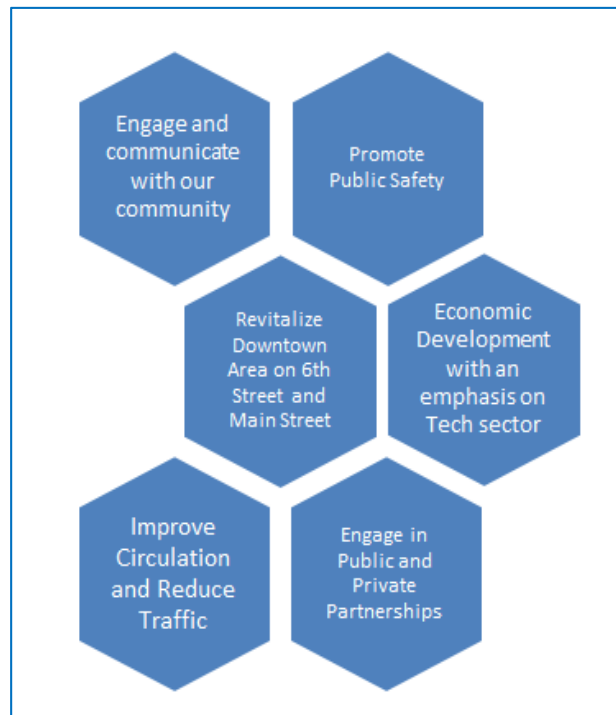 Engage and
communicate
with our
community
Promote
Public Safety
Revitalize
Downtown
Area on 6th
Street and
Main Street
Economic
Development
with an
emphasis on
Tech sector
Improve
Circulation
and Reduce
Traffic
Engage in
Public and
Private
Partnerships